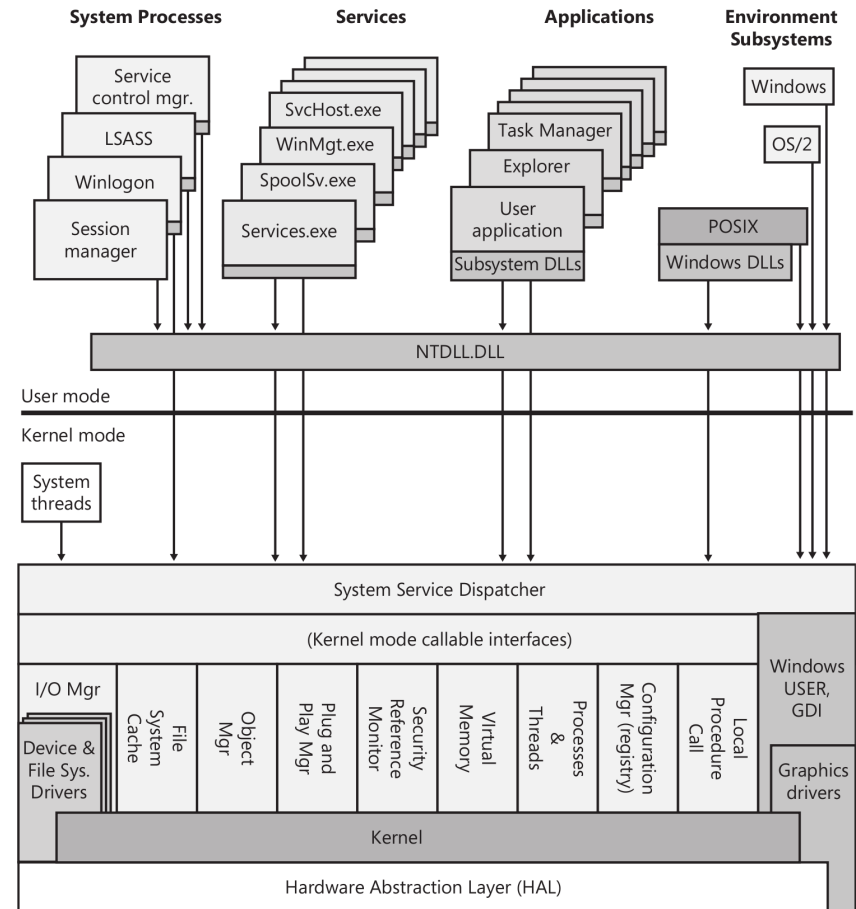 System Processes
Services
Applications
Environment
Subsystems
Service
control mgr.
LSASS
Winlogon
Session
manager
SvcHost.exe
WinMgt.exe
SpoolSv.exe
Services.exe
Task Manager
Explorer
User
application
Subsystem DLLs
Windows
OS/2
POSIX
Windows DLLs
NTDLL.DLL
User mode
Kernel mode
System
threads
System Service Dispatcher
(Kernel mode callable interfaces)
I/O Mgr
Device &
File Sys.
Drivers
File
System
Cache
Object
Mgr
Plug and
Play Mgr
Security
Reference
Monitor
VIrtual
Memory
Processes
&
Threads
Configuration
Mgr (registry)
Local
Procedure
Call
Windows
USER,
GDI
Graphics
drivers
Kernel
Hardware Abstraction Layer (HAL)